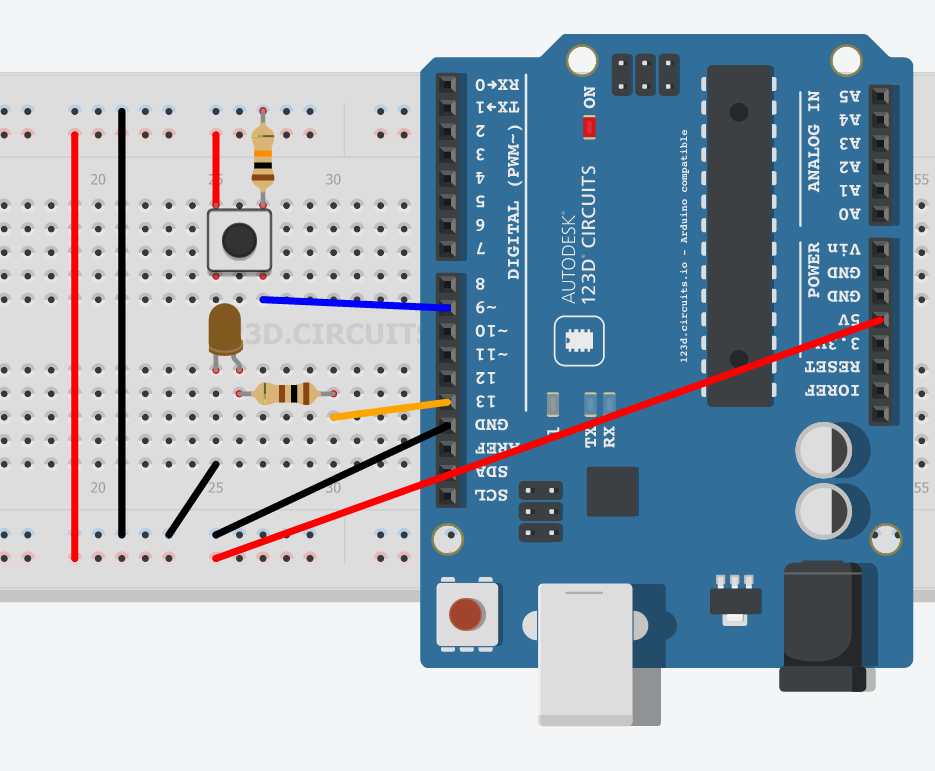 20
25
30
55
3D.CIRCUITS
20
25
30
55
RX←0
TX→1
2
3
4
5
6
7
DIGITAL (PWM~)
8
~9
~10
~11
12
13
GND
AREF
SDA
SCL
ON
AUTODESK®
123D® CIRCUITS
TX
RX
123d.circuits.io - Arduino compatible
ANALOG IN
A5
A4
A3
A2
A1
A0
POWER
Vin
GND
GND
5V
RESET
IOREF